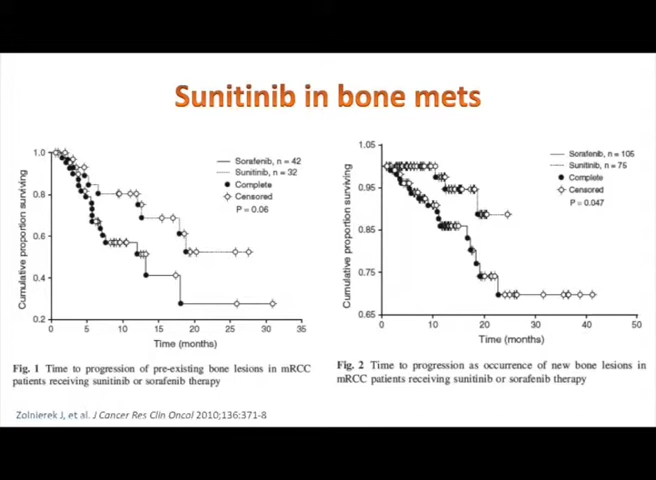 Sunitinib in bone mets
Cumulative proportion surviving
1.0
0.8
0.6
0.4
0.2
0 5 10 15 20 25 30 35
Time (months)
Sorafenib, n = 42
Sunitinib, n = 32
Complete
Censored
P = 0.06
Fig. 1 Time to progression of pre-existing bone lesions in mRCC
patients receiving sunitinib or sorafenib therapy
Cumulative proportion surviving
1.05
0.95
0.85
0.75
0.65
0 10 20 30 40 50
Time (months)
Sorafenib, n = 105
Sunitinib, n = 75
Complete
Censored
P = 0.047
Fig. 2 Time to progression as occurrence of new bone lesions in
mRCC patients receiving sunitinib or sorafenib therapy
Zolnierek J, et al. J Cancer Res Clin Oncol 2010;136:371-8